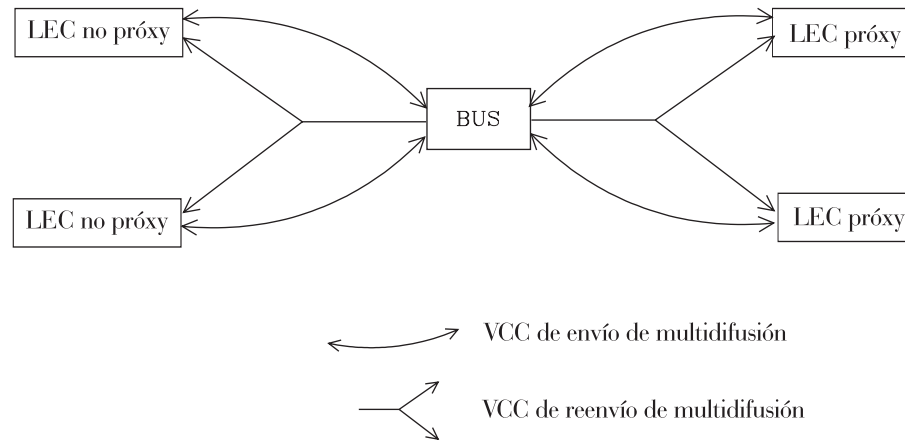 LEC no próxy
LEC próxy
BUS
LEC no próxy
LEC próxy
VCC de envío de multidifusión
VCC de reenvío de multidifusión